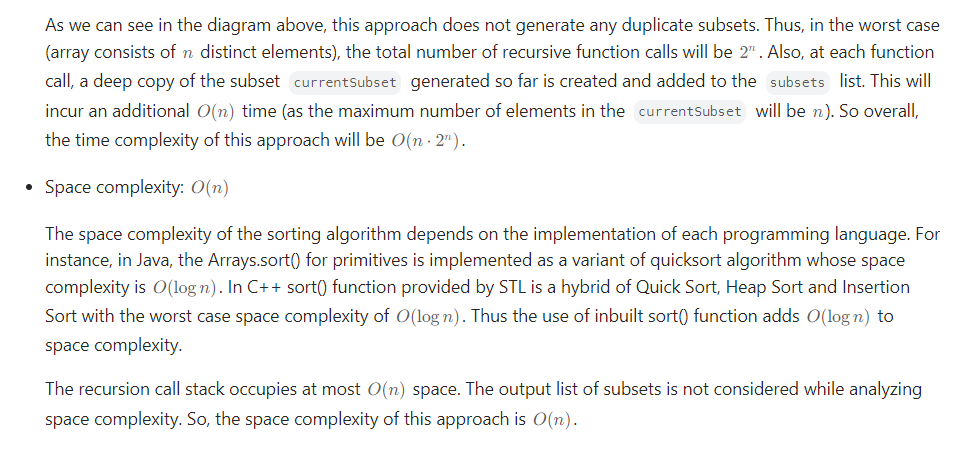 As we can see in the diagram above, this approach does not generate any duplicate subsets. Thus, in the worst case
(array consists of n distinct elements), the total number of recursive function calls will be 2ⁿ. Also, at each function
call, a deep copy of the subset currentSubset generated so far is created and added to the subsets list. This will
incur an additional O(n) time (as the maximum number of elements in the currentSubset will be n). So overall,
the time complexity of this approach will be O(n · 2ⁿ).
• Space complexity: O(n)
The space complexity of the sorting algorithm depends on the implementation of each programming language. For
instance, in Java, the Arrays.sort() for primitives is implemented as a variant of quicksort algorithm whose space
complexity is O(log n). In C++ sort() function provided by STL is a hybrid of Quick Sort, Heap Sort and Insertion
Sort with the worst case space complexity of O(log n). Thus the use of inbuilt sort() function adds O(log n) to
space complexity.
The recursion call stack occupies at most O(n) space. The output list of subsets is not considered while analyzing
space complexity. So, the space complexity of this approach is O(n).